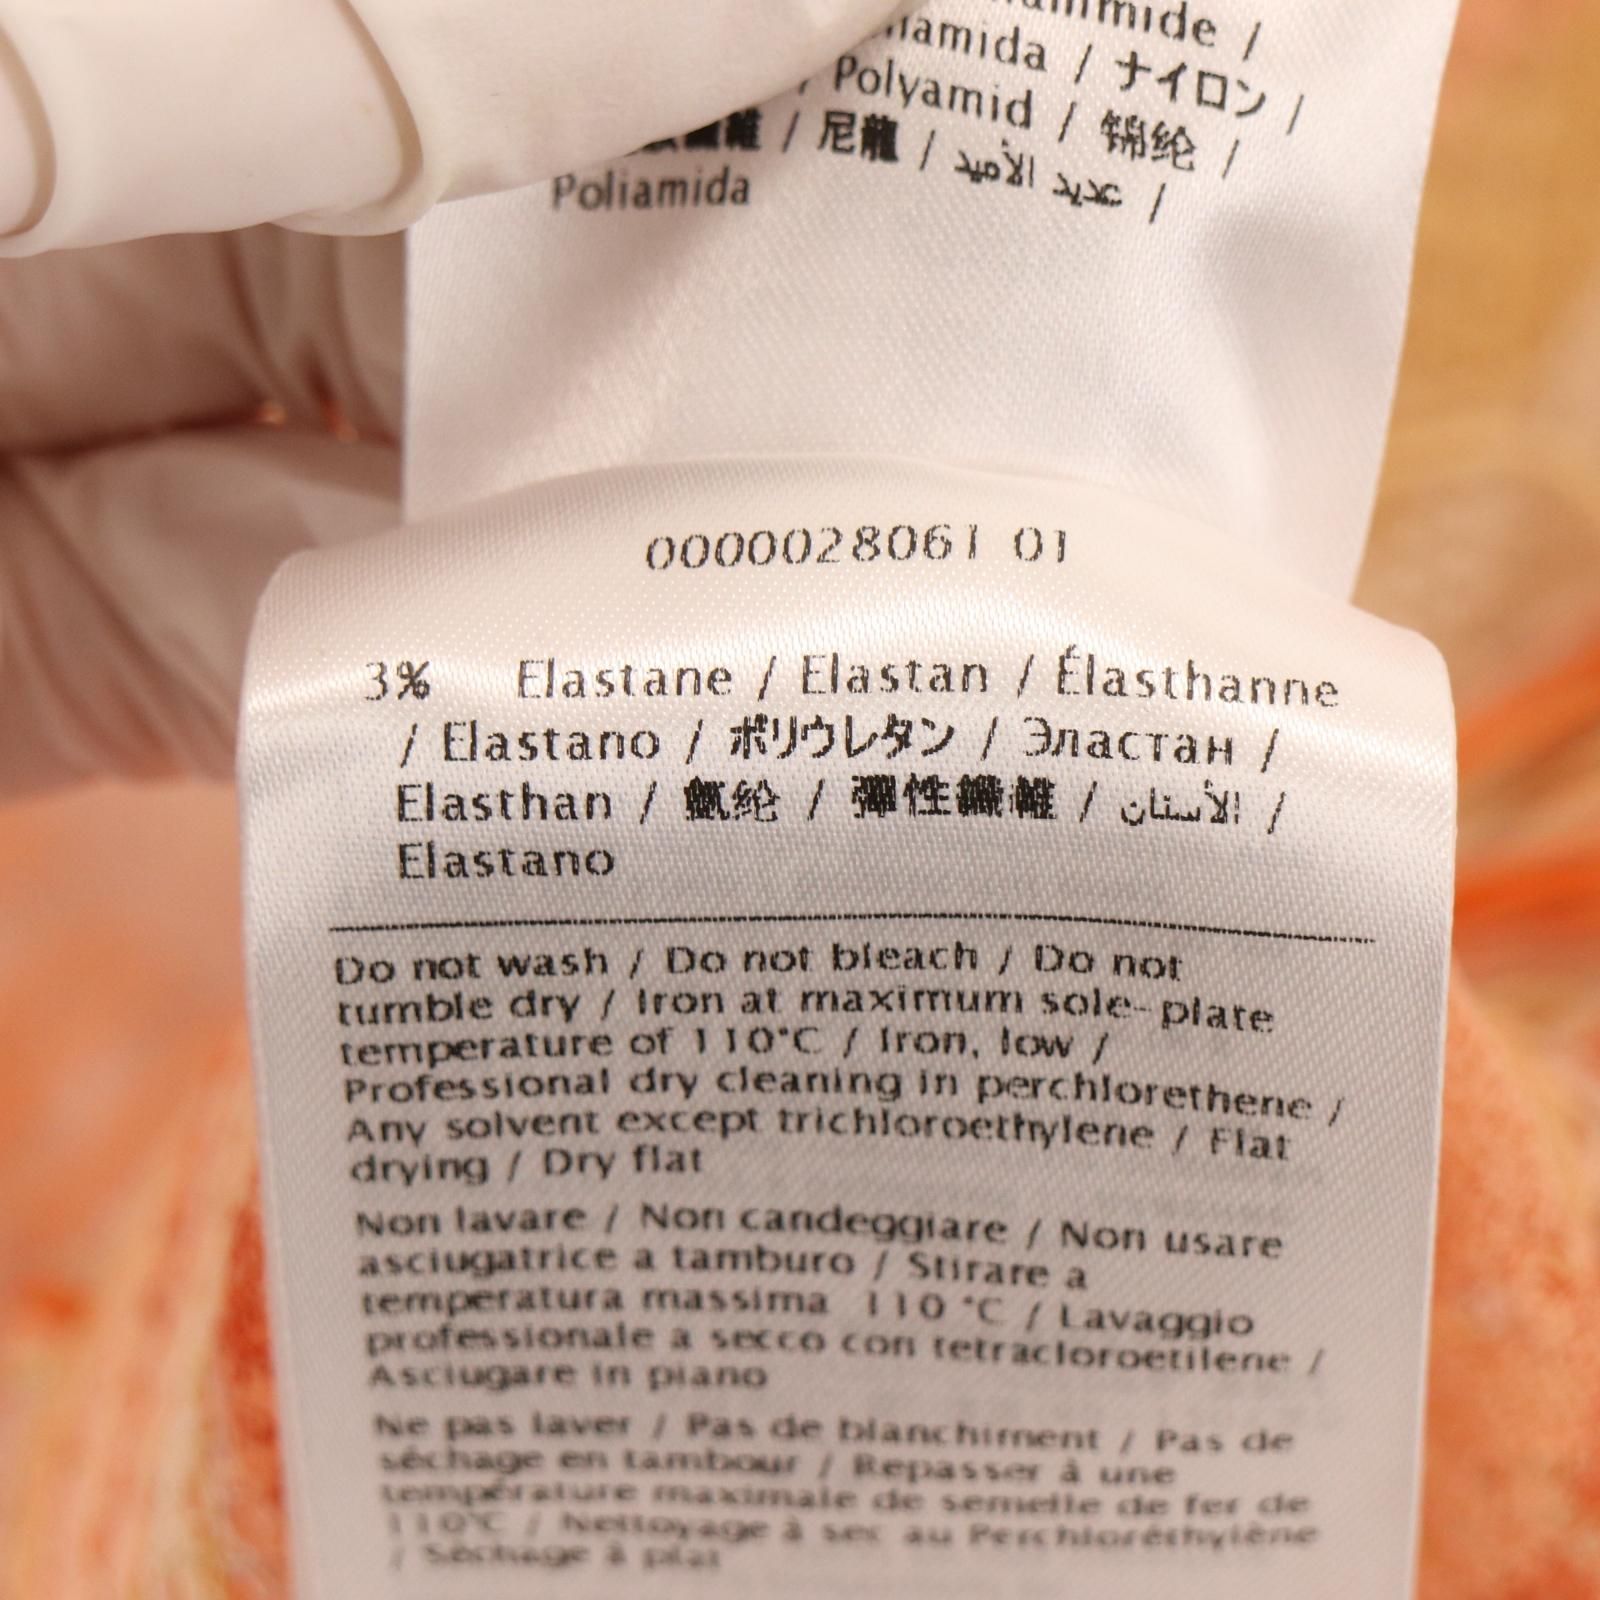 /
/ ナイロン /
Polyamid / 锦纶 /
/ 尼龍 / /
Poliamida
0000028061 01
3% Elastane / Elastan / Élasthanne
/ Elastano / ポリウレタン / Эластан /
Elasthan / 氨纶 / 彈性纖維 / الاستان /
Elastano
Do not wash / Do not bleach / Do not
tumble dry / Iron at maximum sole-plate
temperature of 110°C / Iron, low /
Professional dry cleaning in perchlorethene /
Any solvent except trichloroethylene / Flat
drying / Dry flat
Non lavare / Non candeggiare / Non usare
asciugatrice a tamburo / Stirare a
temperatura massima 110 °C / Lavaggio
professionale a secco con tetracloroetilene /
Asciugare in piano
Ne pas laver / Pas de blanchiment / Pas de
séchage en tambour / Repasser à une
température maximale de semelle de fer de
110°C / Nettoyage à sec au Perchloréthylène
/ Séchage à plat